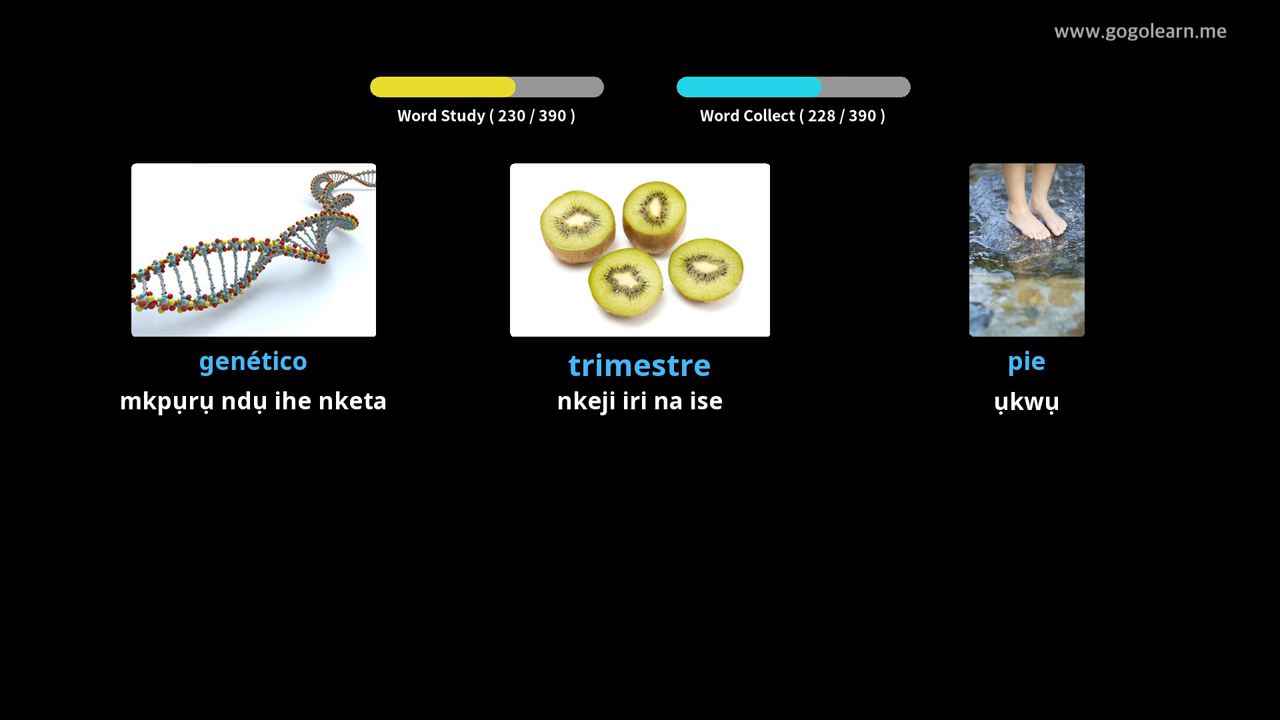 www.gogolearn.me
Word Study ( 230 / 390 )
Word Collect ( 228 / 390 )
genético
trimestre
pie
mkpụrụ ndụ ihe nketa
nkeji iri na ise
ụkwụ